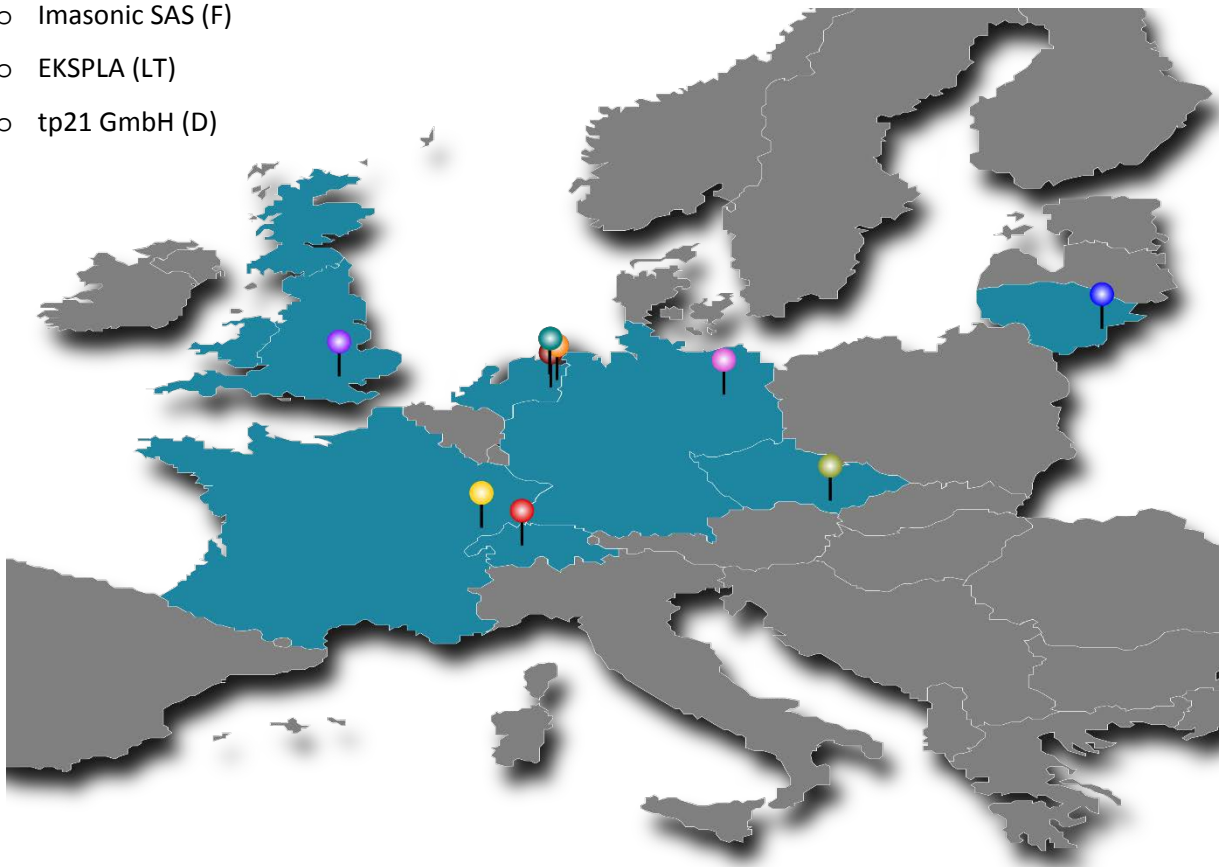 o Imasonic SAS (F)
o EKSPLA (LT)
o tp21 GmbH (D)